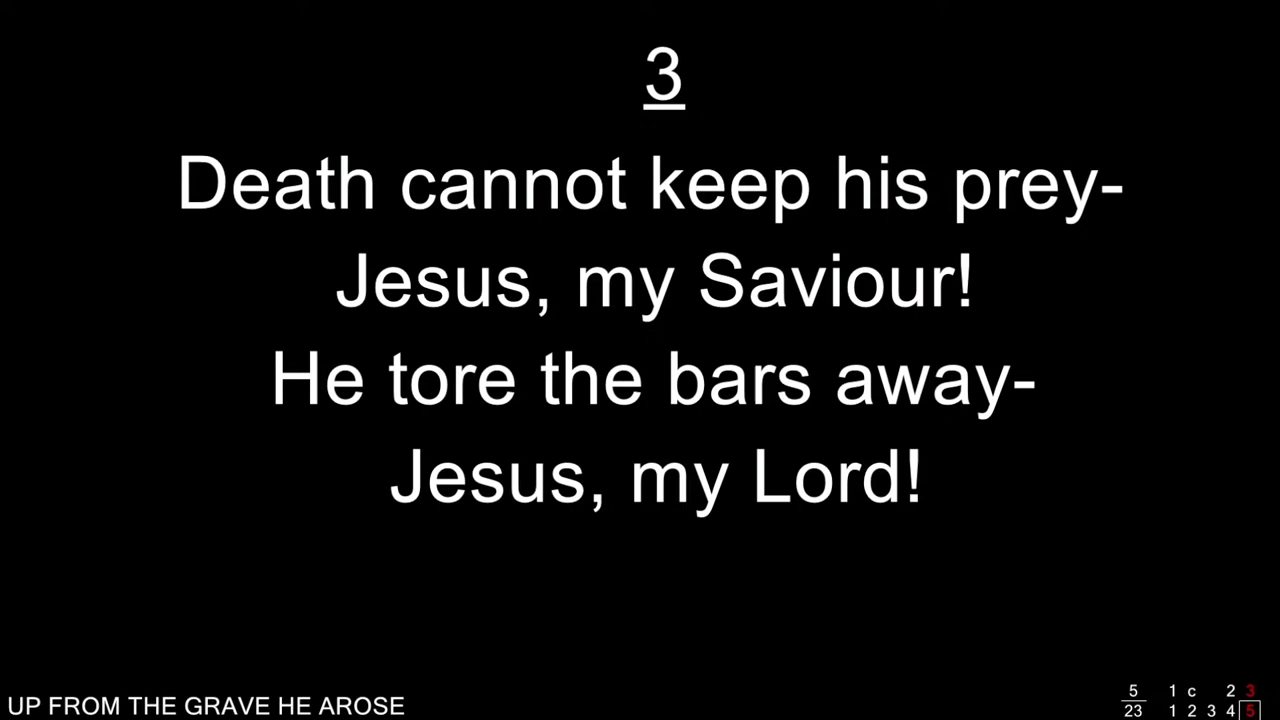 3
Death cannot keep his prey-
Jesus, my Saviour!
He tore the bars away-
Jesus, my Lord!
UP FROM THE GRAVE HE AROSE
5 1 c 2 3
23 1 2 3 4 5